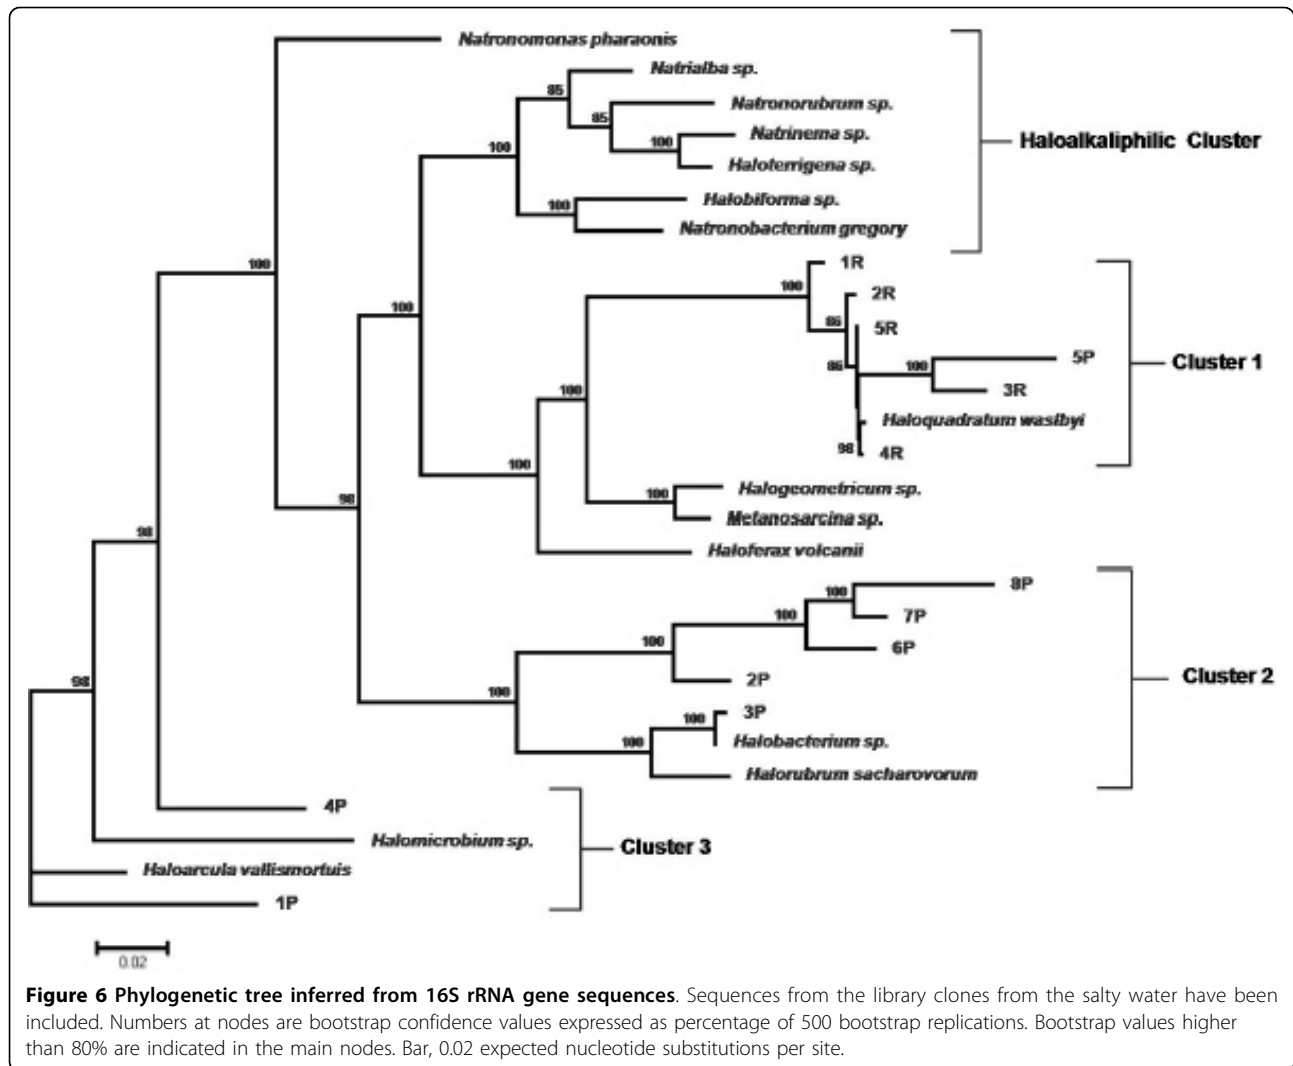 Natronomonas pharaonis
Natrialba sp.
85
Natronorubrum sp.
85
Natrinema sp.
100
100
Haloterrigena sp.
Haloalkaliphilic Cluster
Halobiforma sp.
100
Natronobacterium gregory
100
1R
100
2R
100
86
5R
86
100
5P
3R
Cluster 1
100
Haloquadratum waslbyi
98
4R
100
Halogeometricum sp.
100
Metanosarcina sp.
98
Haloferax volcanii
98
8P
100
7P
100
6P
100
2P
Cluster 2
98
100
3P
100
Halobacterium sp.
100
Halorubrum sacharovorum
4P
Halomicrobium sp.
Cluster 3
Haloarcula vallismortuis
1P
0.02
Figure 6 Phylogenetic tree inferred from 16S rRNA gene sequences. Sequences from the library clones from the salty water have been
included. Numbers at nodes are bootstrap confidence values expressed as percentage of 500 bootstrap replications. Bootstrap values higher
than 80% are indicated in the main nodes. Bar, 0.02 expected nucleotide substitutions per site.